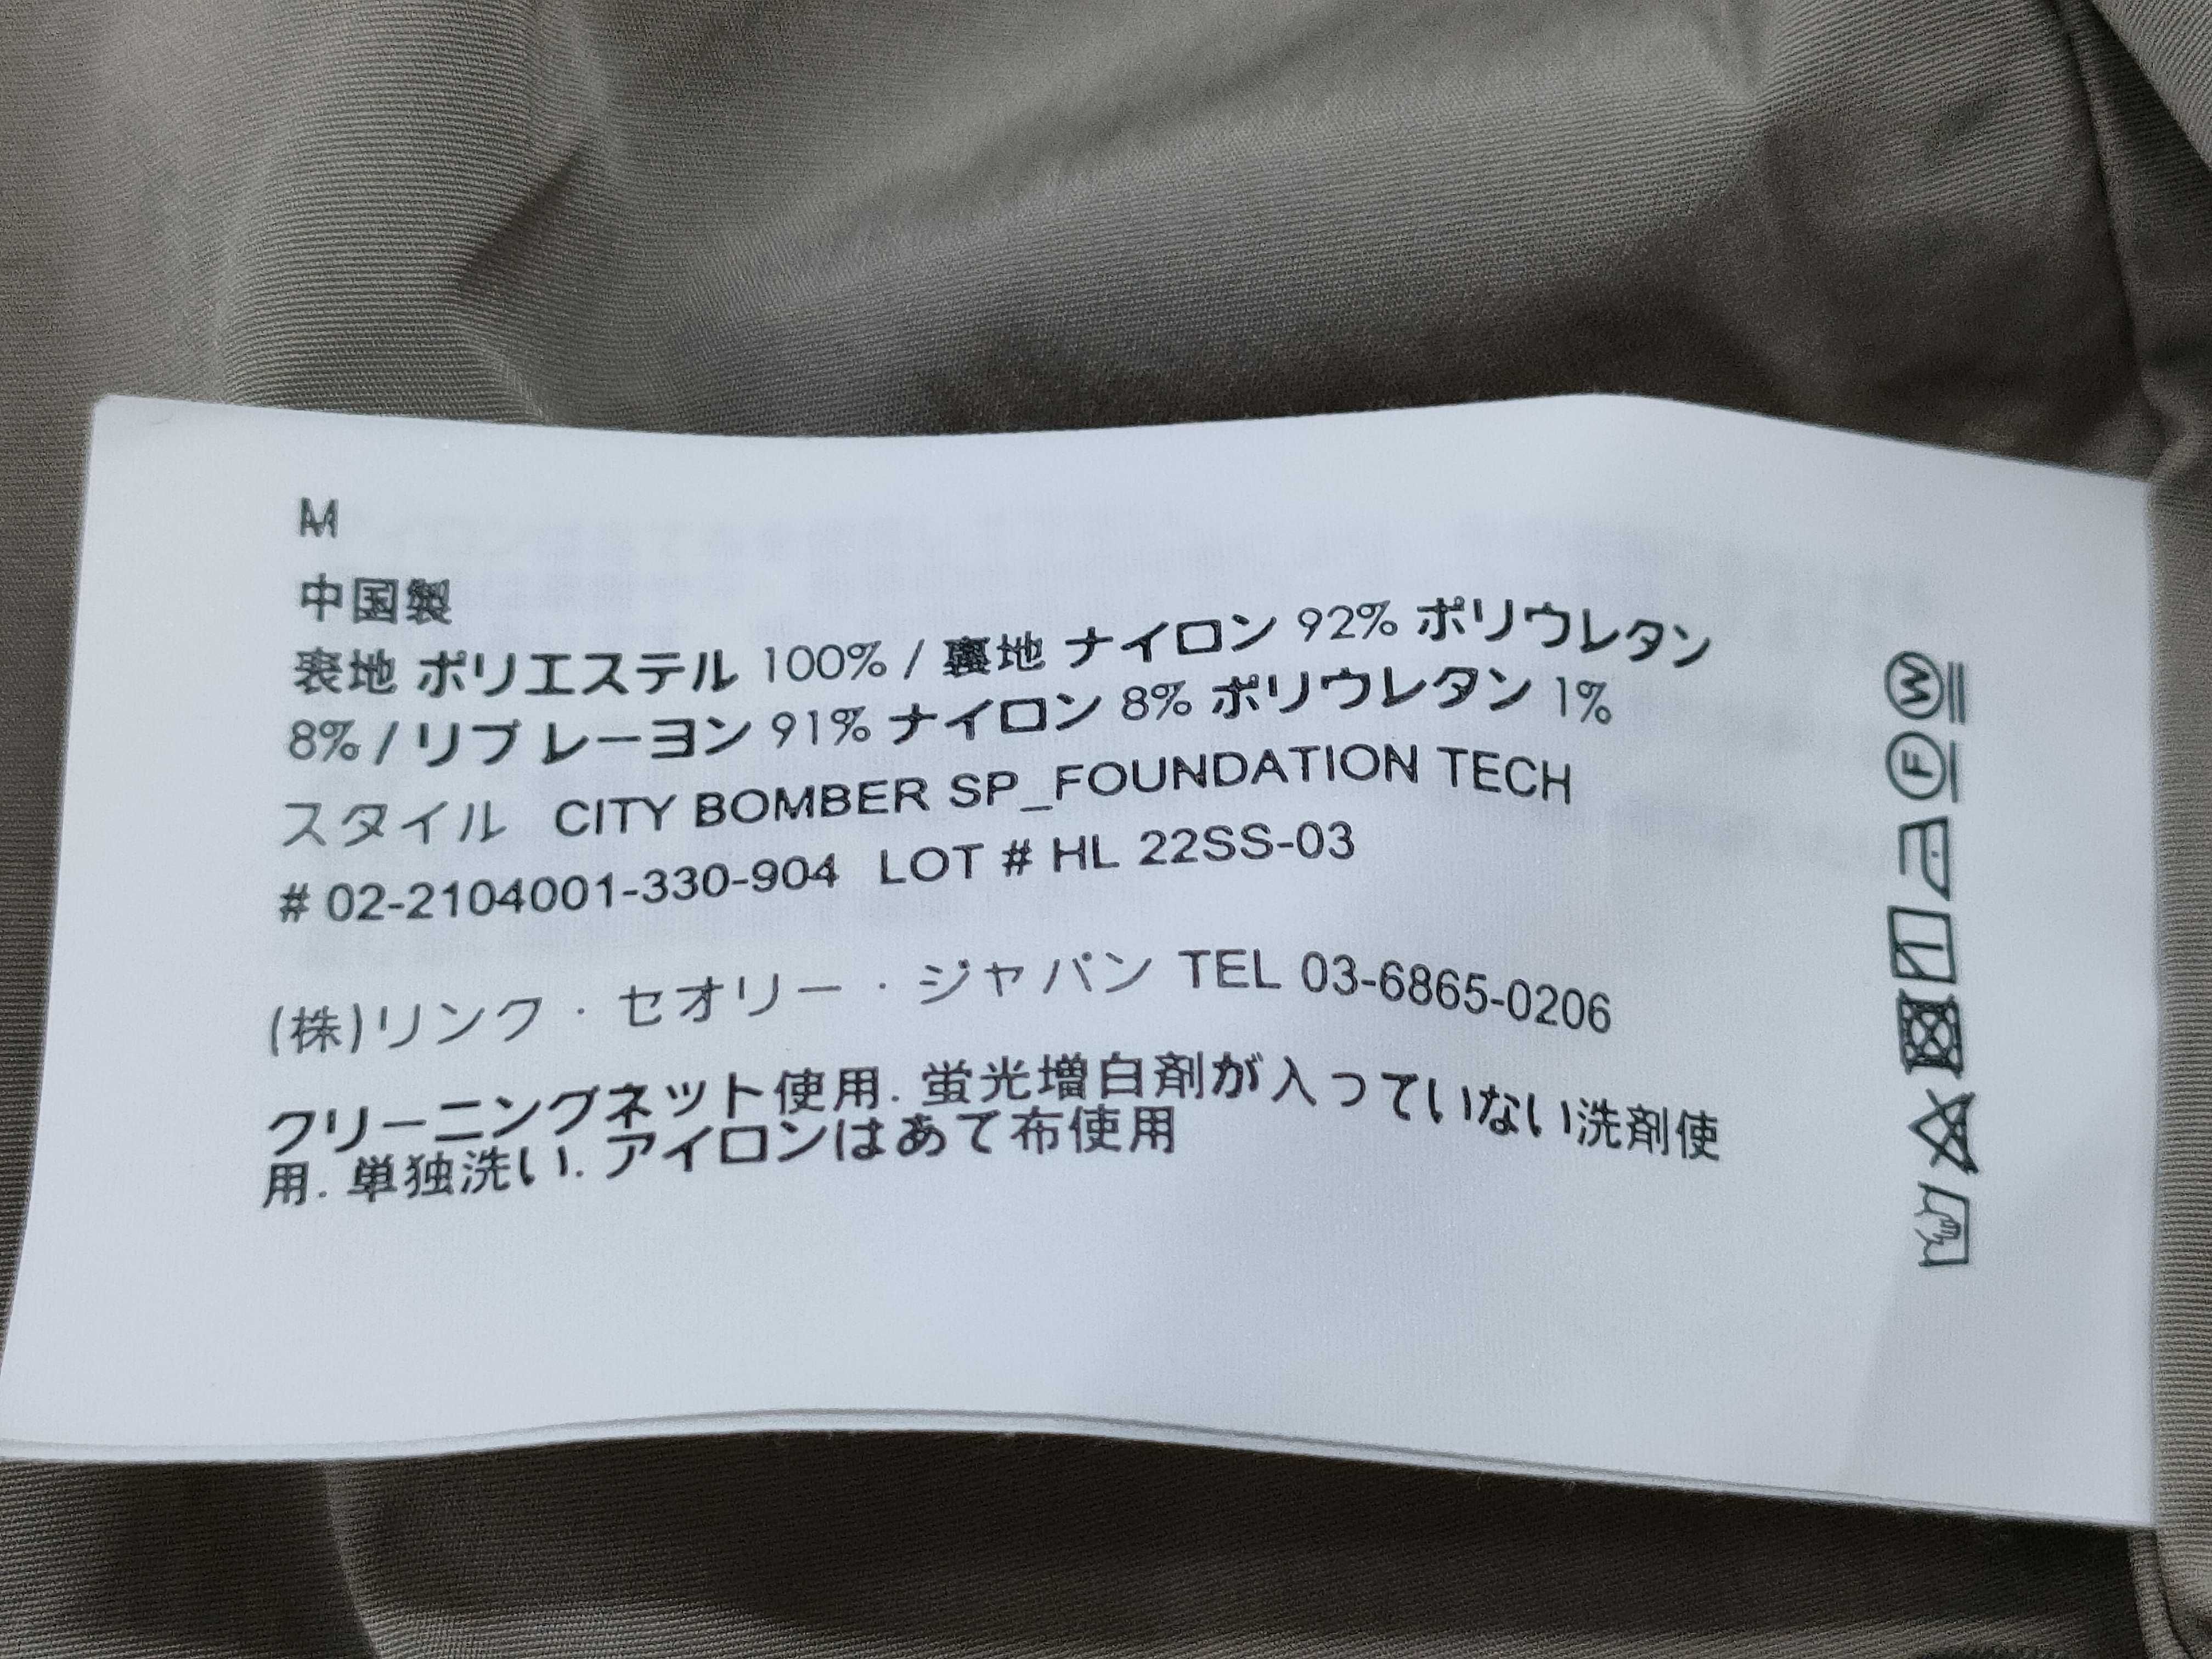 M
中国製
表地 ポリエステル 100% / 裏地 ナイロン 92% ポリウレタン
8% / リブ レーヨン 91% ナイロン 8% ポリウレタン 1%
スタイル CITY BOMBER SP_FOUNDATION TECH
# 02-2104001-330-904 LOT # HL 22SS-03
(株)リンク・セオリー・ジャパン TEL 03-6865-0206
クリーニングネット使用. 蛍光増白剤が入っていない洗剤使
用. 単独洗い. アイロンはあて布使用
W
F